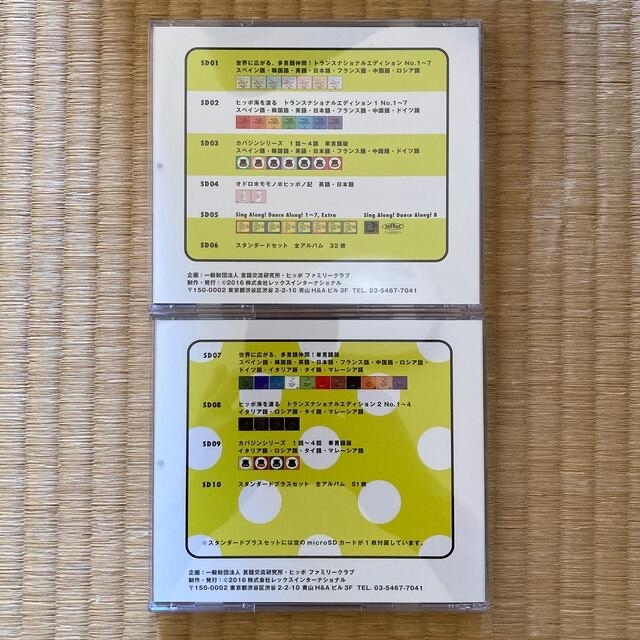 SD01 世界に広がる、多言語仲間！トランスナショナルエディション No.1～7
スペイン語・韓国語・英語・日本語・フランス語・中国語・ロシア語
SD02 ヒッポ海を渡る トランスナショナルエディション 1 No.1～7
スペイン語・韓国語・英語・日本語・フランス語・中国語・ドイツ語
SD03 カバジンシリーズ 1話～4話 単言語版
スペイン語・韓国語・英語・日本語・フランス語・中国語・ドイツ語
SD04 オドロ木モモノ木ヒッポノ記 英語・日本語
SD05 Sing Along! Dance Along! 1~7, Extra Sing Along! Dance Along! 8
SD06 スタンダードセット 全アルバム 32枚
企画：一般財団法人 言語交流研究所・ヒッポ ファミリークラブ
制作・発行：©2016 株式会社レックスインターナショナル
〒150-0002 東京都渋谷区渋谷 2-2-10 青山 H&A ビル 3F TEL. 03-5467-7041
SD07 世界に広がる、多言語仲間！単言語版
スペイン語・韓国語・英語・日本語・フランス語・中国語・ロシア語・
ドイツ語・イタリア語・タイ語・マレーシア語
SD08 ヒッポ海を渡る トランスナショナルエディション 2 No.1～4
イタリア語・ロシア語・タイ語・マレーシア語
SD09 カバジンシリーズ 1話～4話 単言語版
イタリア語・ロシア語・タイ語・マレーシア語
SD10 スタンダードプラスセット 全アルバム 51枚
※スタンダードプラスセットには空のmicroSDカードが1枚付属しています。
企画：一般財団法人 言語交流研究所・ヒッポ ファミリークラブ
制作・発行：©2016 株式会社レックスインターナショナル
〒150-0002 東京都渋谷区渋谷 2-2-10 青山 H&A ビル 3F TEL. 03-5467-7041